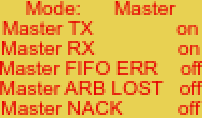 Mode: Master
Master TX on
Master RX on
Master FIFO ERR off
Master ARB LOST off
Master NACK off